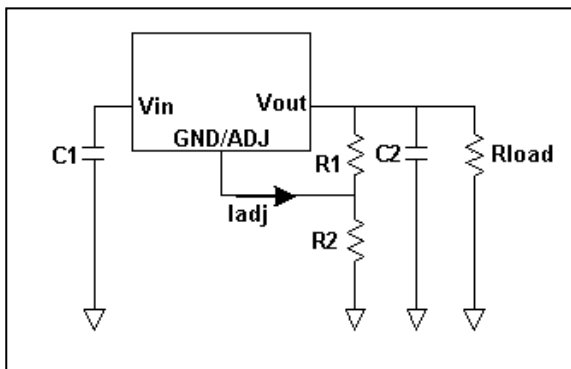 Vin
Vout
GND/ADJ
C1
R1
C2
Rload
Iadj
R2